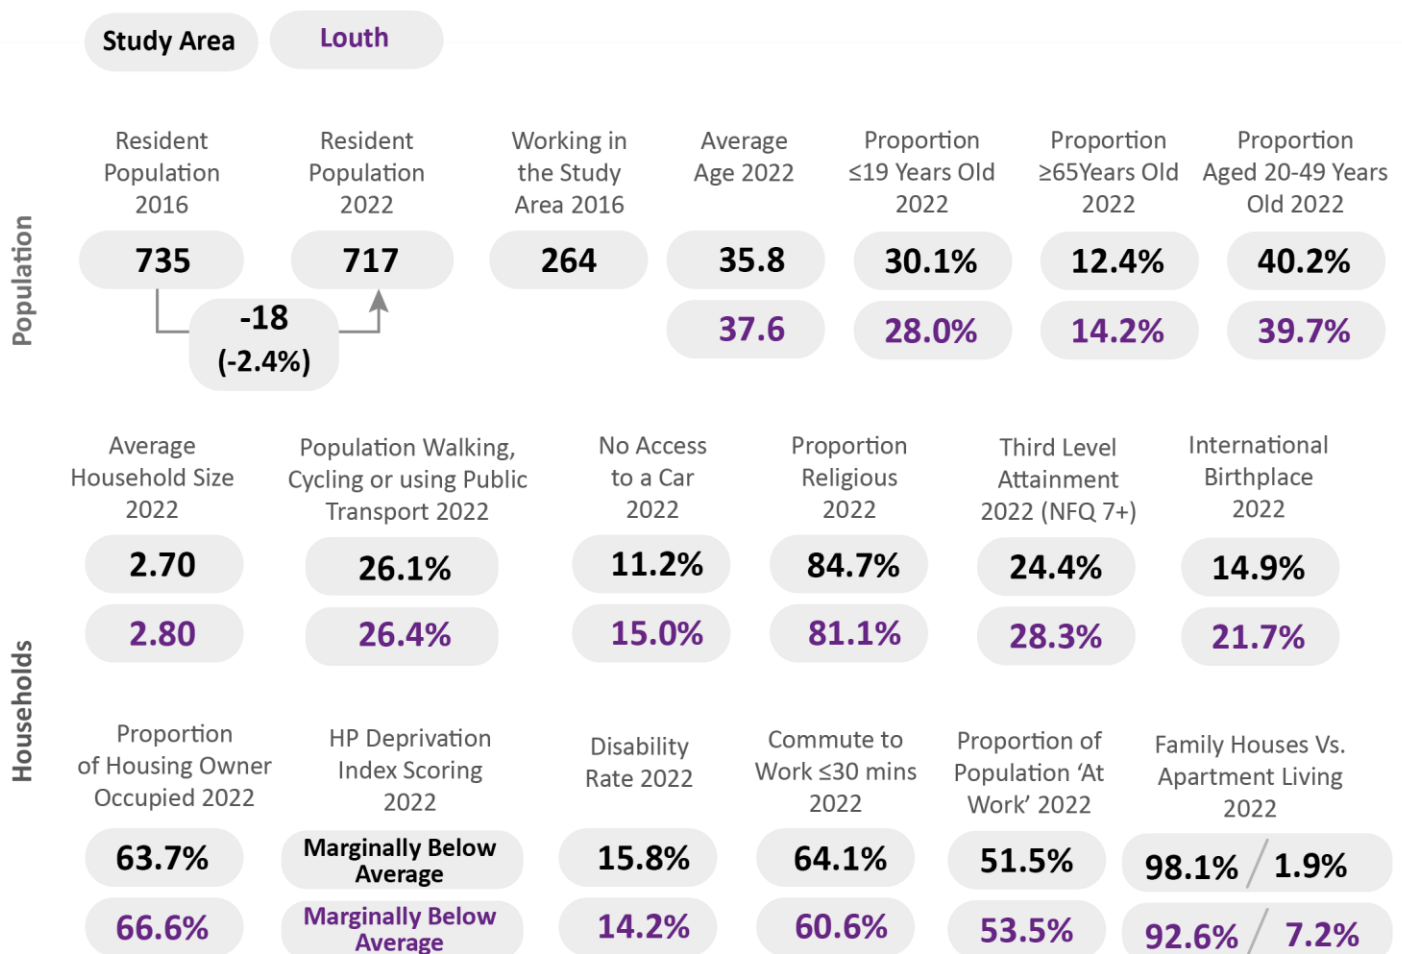 Study Area
Louth
Population
Resident
Population
2016
735
Resident
Population
2022
717
-18
(-2.4%)
Working in
the Study
Area 2016
264
Average
Age 2022
35.8
37.6
Proportion
≤19 Years Old
2022
30.1%
28.0%
Proportion
≥65Years Old
2022
12.4%
14.2%
Proportion
Aged 20-49 Years
Old 2022
40.2%
39.7%
Households
Average
Household Size
2022
2.70
2.80
Population Walking,
Cycling or using Public
Transport 2022
26.1%
26.4%
No Access
to a Car
2022
11.2%
15.0%
Proportion
Religious
2022
84.7%
81.1%
Third Level
Attainment
2022 (NFQ 7+)
24.4%
28.3%
International
Birthplace
2022
14.9%
21.7%
Proportion
of Housing Owner
Occupied 2022
63.7%
66.6%
HP Deprivation
Index Scoring
2022
Marginally Below
Average
Marginally Below
Average
Disability
Rate 2022
15.8%
14.2%
Commute to
Work ≤30 mins
2022
64.1%
60.6%
Proportion of
Population ‘At
Work’ 2022
51.5%
53.5%
Family Houses Vs.
Apartment Living
2022
98.1% / 1.9%
92.6% / 7.2%